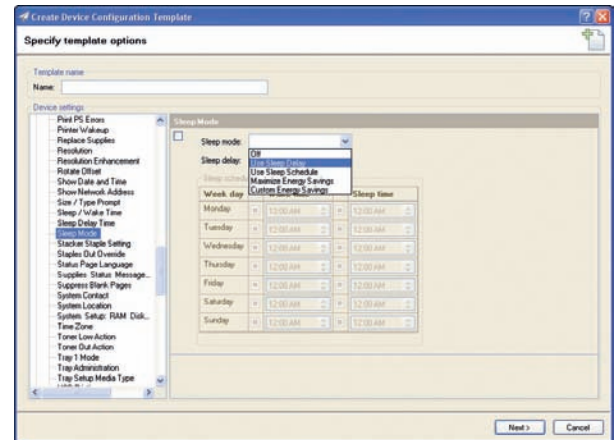 Create Device Configuration Template
Specify template options
Template name
Name:
Device settings
Print PS Errors
Printer Wakeup
Replace Supplies
Resolution
Resolution Enhancement
Rotate Offset
Show Date and Time
Show Network Address
Size / Type Prompt
Sleep / Wake Time
Sleep Delay Time
Sleep Mode
Stacker Staple Setting
Staples Out Override
Status Page Language
Supplies Status Message...
Suppress Blank Pages
System Contact
System Location
System Setup: RAM Disk...
Time Zone
Toner Low Action
Toner Out Action
Tray 1 Mode
Tray Administration
Tray Setup Media Type
Sleep Mode
Sleep mode:
Off
Sleep delay:
Use Sleep Delay
Use Sleep Schedule
Maximize Energy Savings
Custom Energy Savings
Week day
Sleep time
Monday 12:00 AM 12:00 AM
Tuesday 12:00 AM 12:00 AM
Wednesday 12:00 AM 12:00 AM
Thursday 12:00 AM 12:00 AM
Friday 12:00 AM 12:00 AM
Saturday 12:00 AM 12:00 AM
Sunday 12:00 AM 12:00 AM
Next >
Cancel